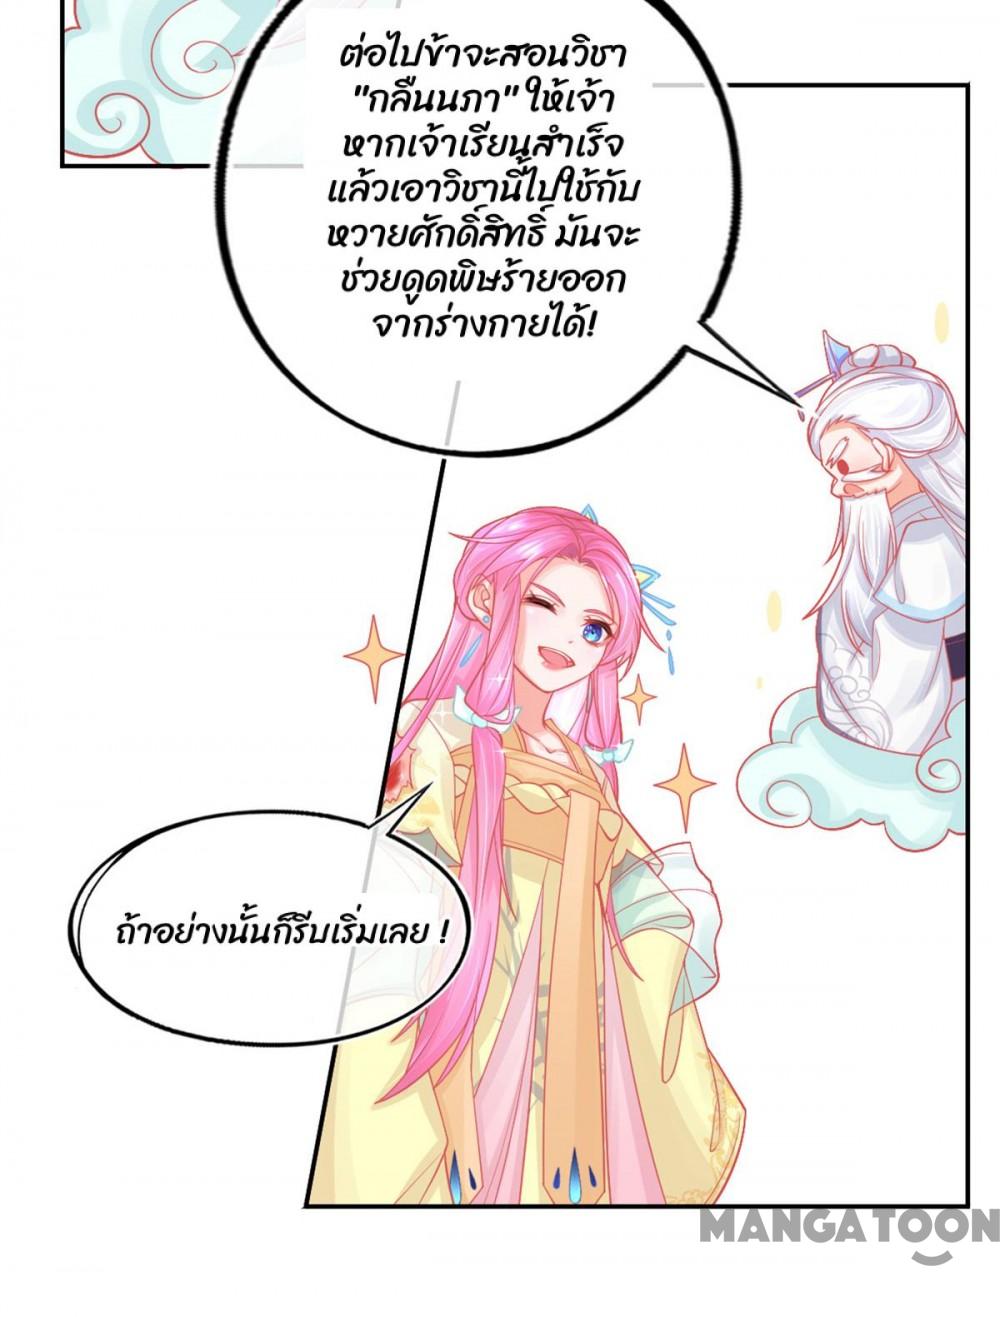 ต่อไปข้าจะสอนวิชา
"กลืนนภา" ให้เจ้า
หากเจ้าเรียนสำเร็จ
แล้วเอาวิชานี้ไปใช้กับ
หวายศักดิ์สิทธิ์ มันจะ
ช่วยดูดพิษร้ายออก
จากร่างกายได้!
ถ้าอย่างนั้นก็รีบเริ่มเลย !
MANGATOON